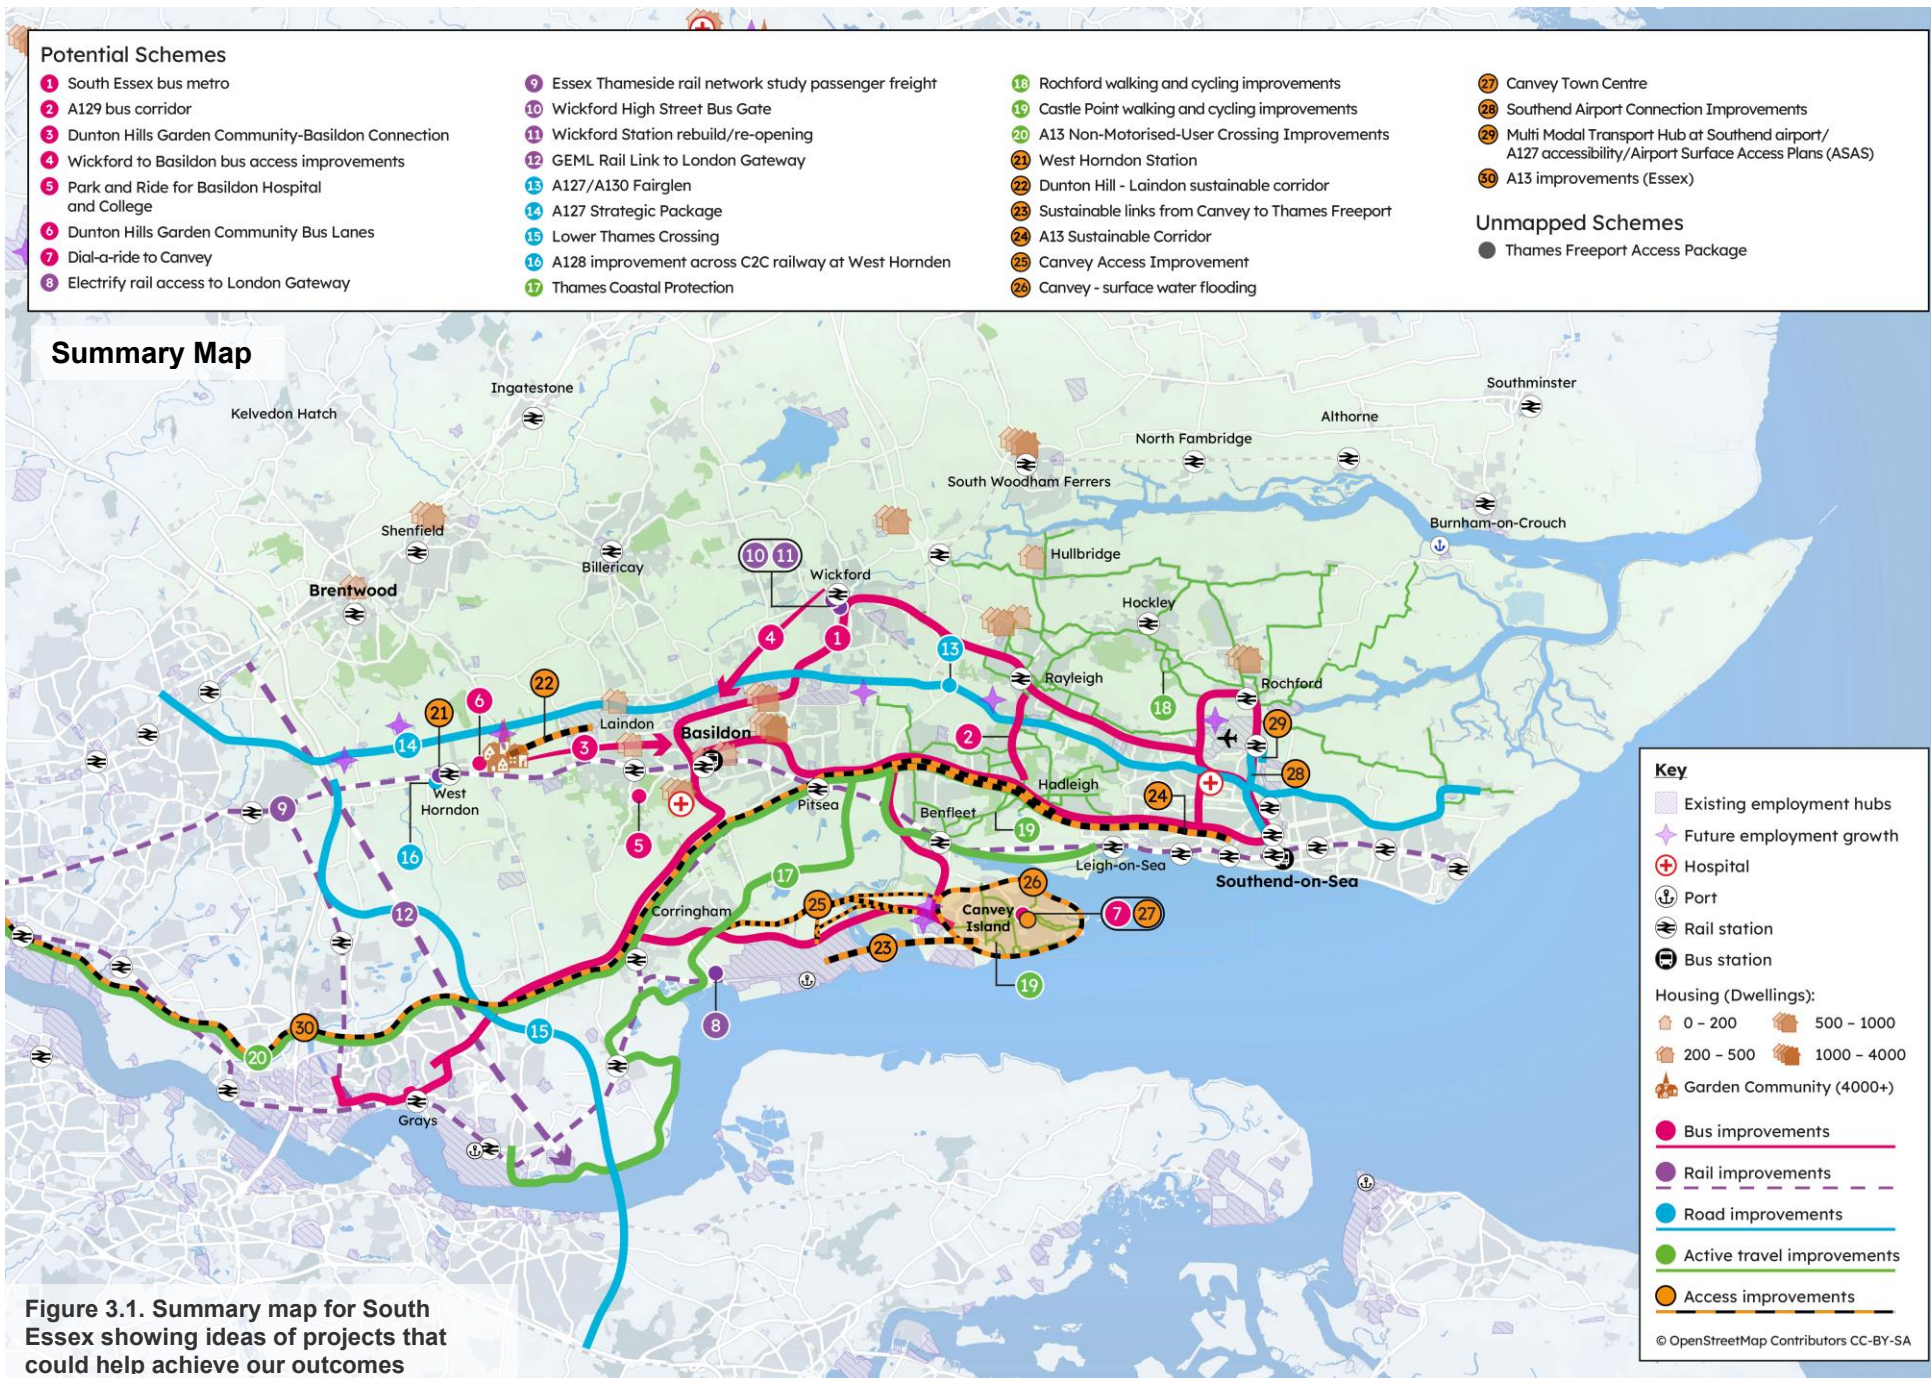 Potential Schemes
1 South Essex bus metro
2 A129 bus corridor
3 Dunton Hills Garden Community-Basildon Connection
4 Wickford to Basildon bus access improvements
5 Park and Ride for Basildon Hospital
and College
6 Dunton Hills Garden Community Bus Lanes
7 Dial-a-ride to Canvey
8 Electrify rail access to London Gateway
9 Essex Thameside rail network study passenger freight
10 Wickford High Street Bus Gate
11 Wickford Station rebuild/re-opening
12 GEML Rail Link to London Gateway
13 A127/A130 Fairglen
14 A127 Strategic Package
15 Lower Thames Crossing
16 A128 improvement across C2C railway at West Hornden
17 Thames Coastal Protection
18 Rochford walking and cycling improvements
19 Castle Point walking and cycling improvements
20 A13 Non-Motorised-User Crossing Improvements
21 West Horndon Station
22 Dunton Hill - Laindon sustainable corridor
23 Sustainable links from Canvey to Thames Freeport
24 A13 Sustainable Corridor
25 Canvey Access Improvement
26 Canvey - surface water flooding
27 Canvey Town Centre
28 Southend Airport Connection Improvements
29 Multi Modal Transport Hub at Southend airport/
A127 accessibility/Airport Surface Access Plans (ASAS)
30 A13 improvements (Essex)
Unmapped Schemes
Thames Freeport Access Package
Summary Map
Ingatestone
Kelvedon Hatch
Southminster
Althorne
North Fambridge
South Woodham Ferrers
Burnham-on-Crouch
Shenfield
Billericay
10 11
Wickford
Hullbridge
Brentwood
Hockley
4
1
13
Rayleigh
Rochford
18
22
6
21
Laindon
Basildon
29
14
3
2
28
West
Horndon
Pitsea
Hadleigh
24
9
Benfleet
19
5
16
Leigh-on-Sea
17
Southend-on-Sea
26
25
12
Corringham
Canvey
Island
7 27
23
19
8
30
15
20
Grays
Key
Existing employment hubs
Future employment growth
Hospital
Port
Rail station
Bus station
Housing (Dwellings):
0 – 200
500 – 1000
200 – 500
1000 – 4000
Garden Community (4000+)
Bus improvements
Rail improvements
Road improvements
Active travel improvements
Access improvements
© OpenStreetMap Contributors CC-BY-SA
Figure 3.1. Summary map for South
Essex showing ideas of projects that
could help achieve our outcomes